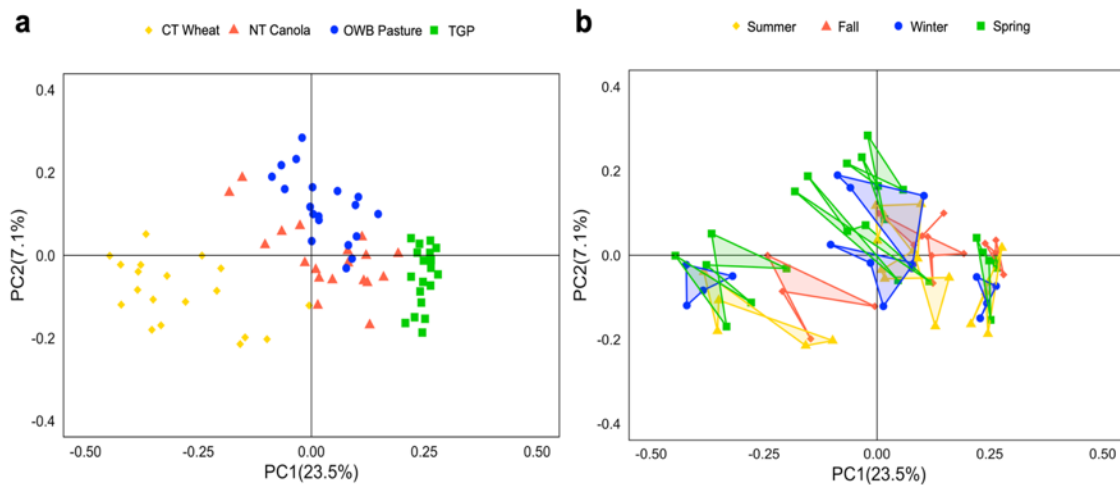 a
CT Wheat NT Canola OWB Pasture TGP
0.4
0.2
0.0
-0.2
-0.4
PC2(7.1%)
-0.50 -0.25 0.00 0.25 0.50
PC1(23.5%)
b
Summer Fall Winter Spring
0.4
0.2
0.0
-0.2
-0.4
PC2(7.1%)
-0.50 -0.25 0.00 0.25 0.50
PC1(23.5%)